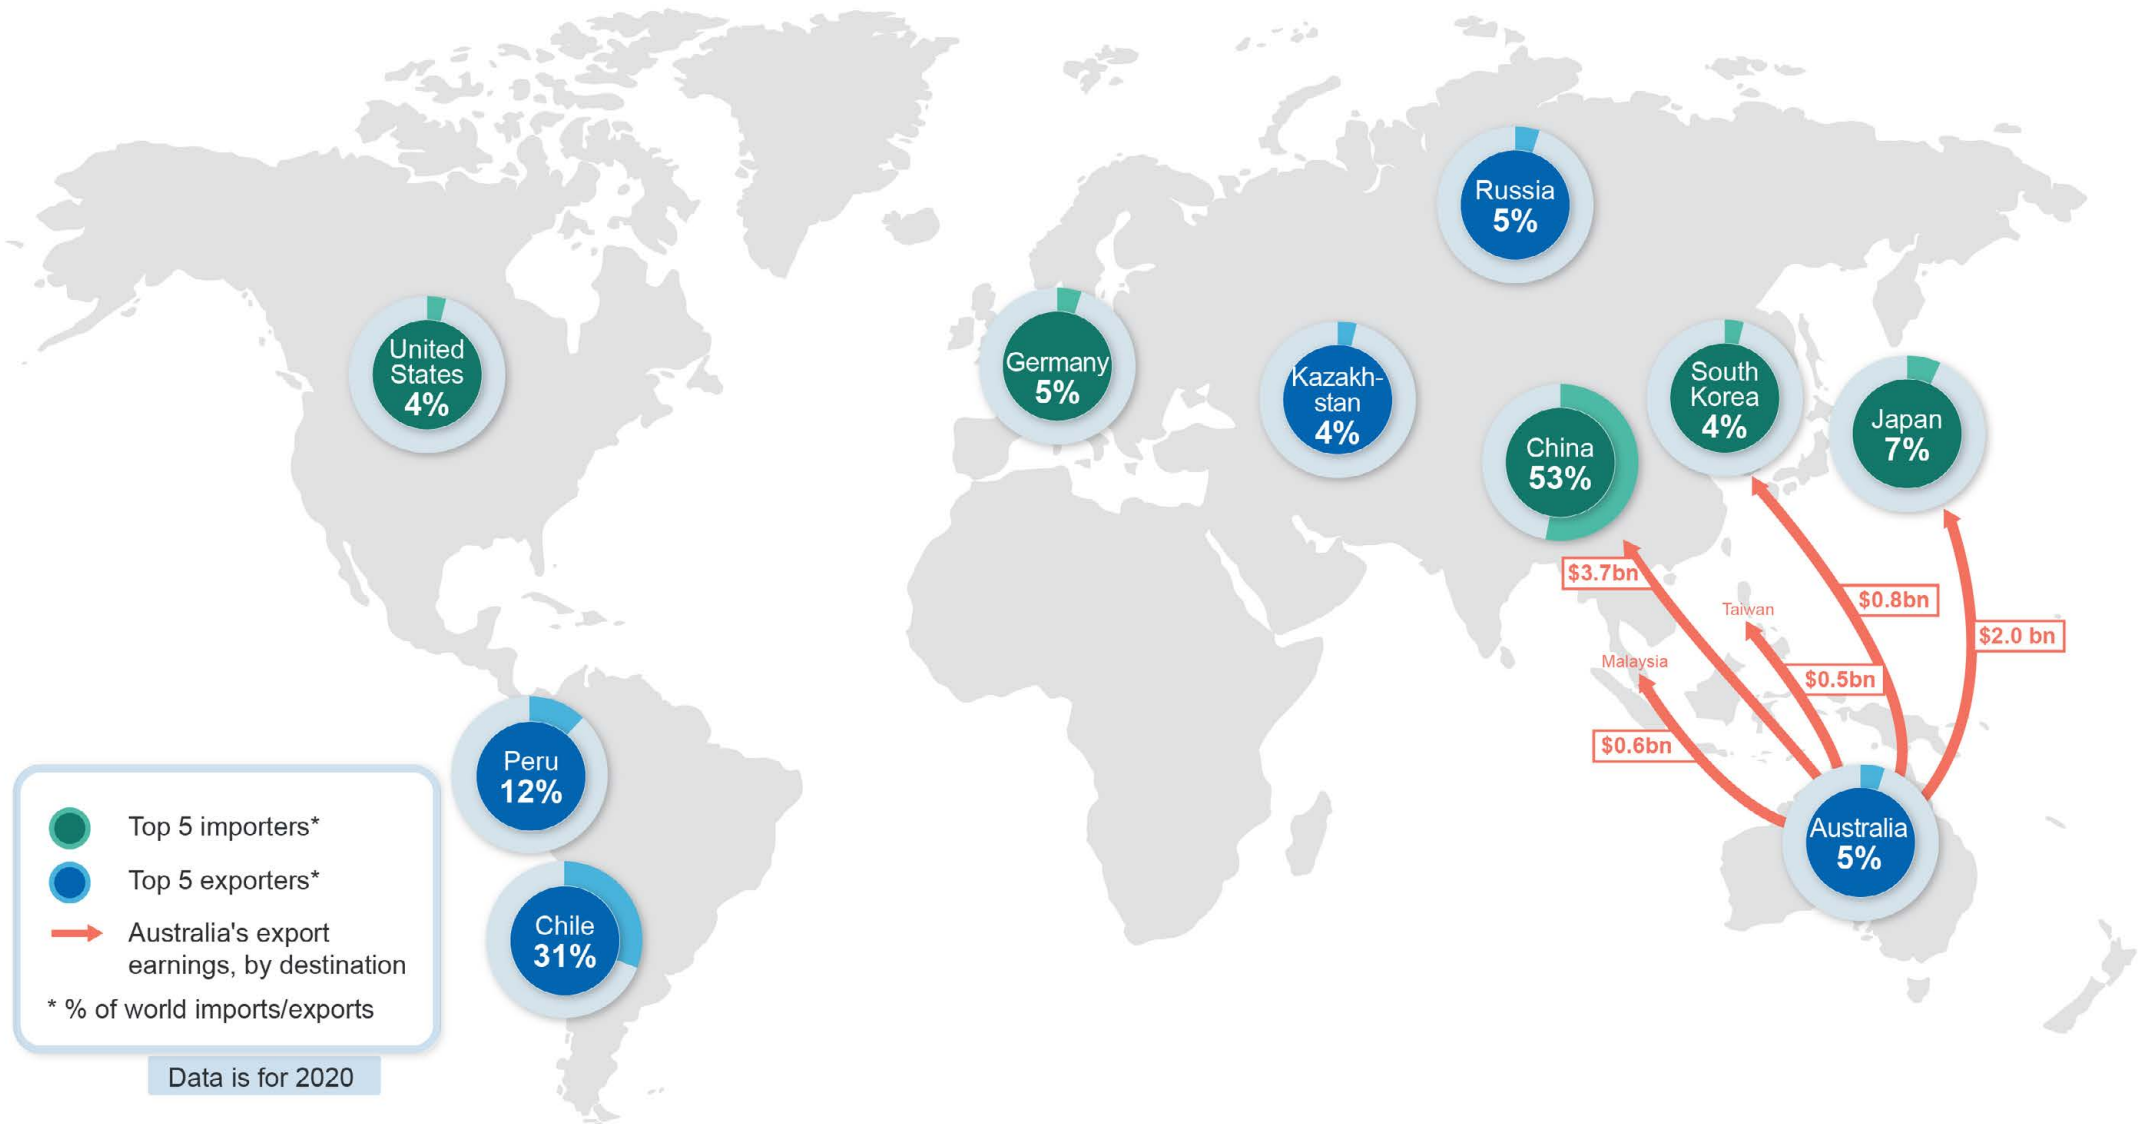 Russia
5%
United
States
4%
Germany
5%
Kazakh-
stan
4%
South
Korea
4%
Japan
7%
China
53%
$3.7bn
$0.8bn
Taiwan
$2.0 bn
Malaysia
$0.5bn
$0.6bn
Peru
12%
Australia
5%
Chile
31%
Top 5 importers*
Top 5 exporters*
Australia's export
earnings, by destination
* % of world imports/exports
Data is for 2020